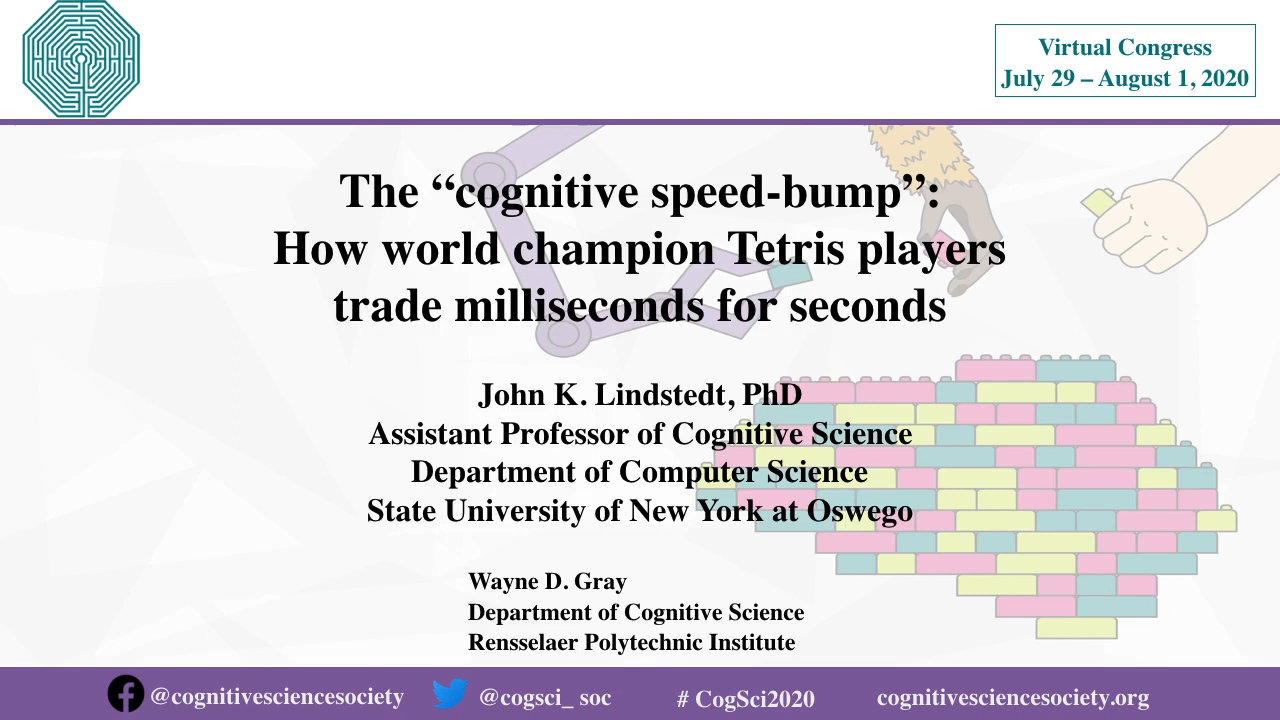 Virtual Congress
July 29 – August 1, 2020
The “cognitive speed-bump”:
How world champion Tetris players
trade milliseconds for seconds
John K. Lindstedt, PhD
Assistant Professor of Cognitive Science
Department of Computer Science
State University of New York at Oswego
Wayne D. Gray
Department of Cognitive Science
Rensselaer Polytechnic Institute
@cognitivesciencesociety @cogsci_ soc # CogSci2020 cognitivesciencesociety.org